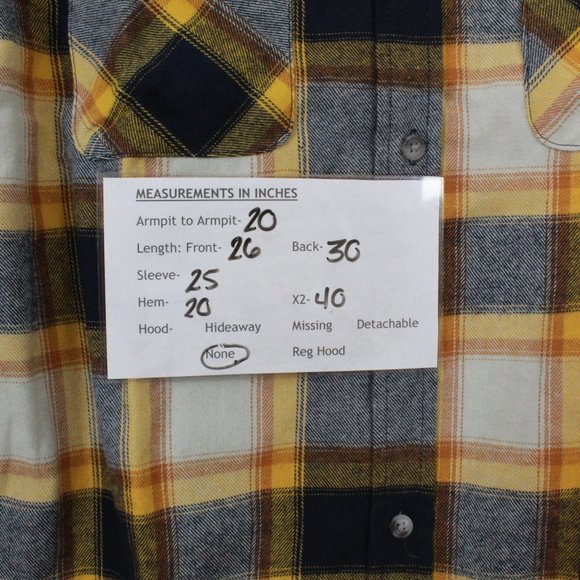 MEASUREMENTS IN INCHES
Armpit to Armpit- 20
Length: Front- 26 Back- 30
Sleeve- 25
Hem- 20 X2- 40
Hood- Hideaway Missing Detachable
None Reg Hood